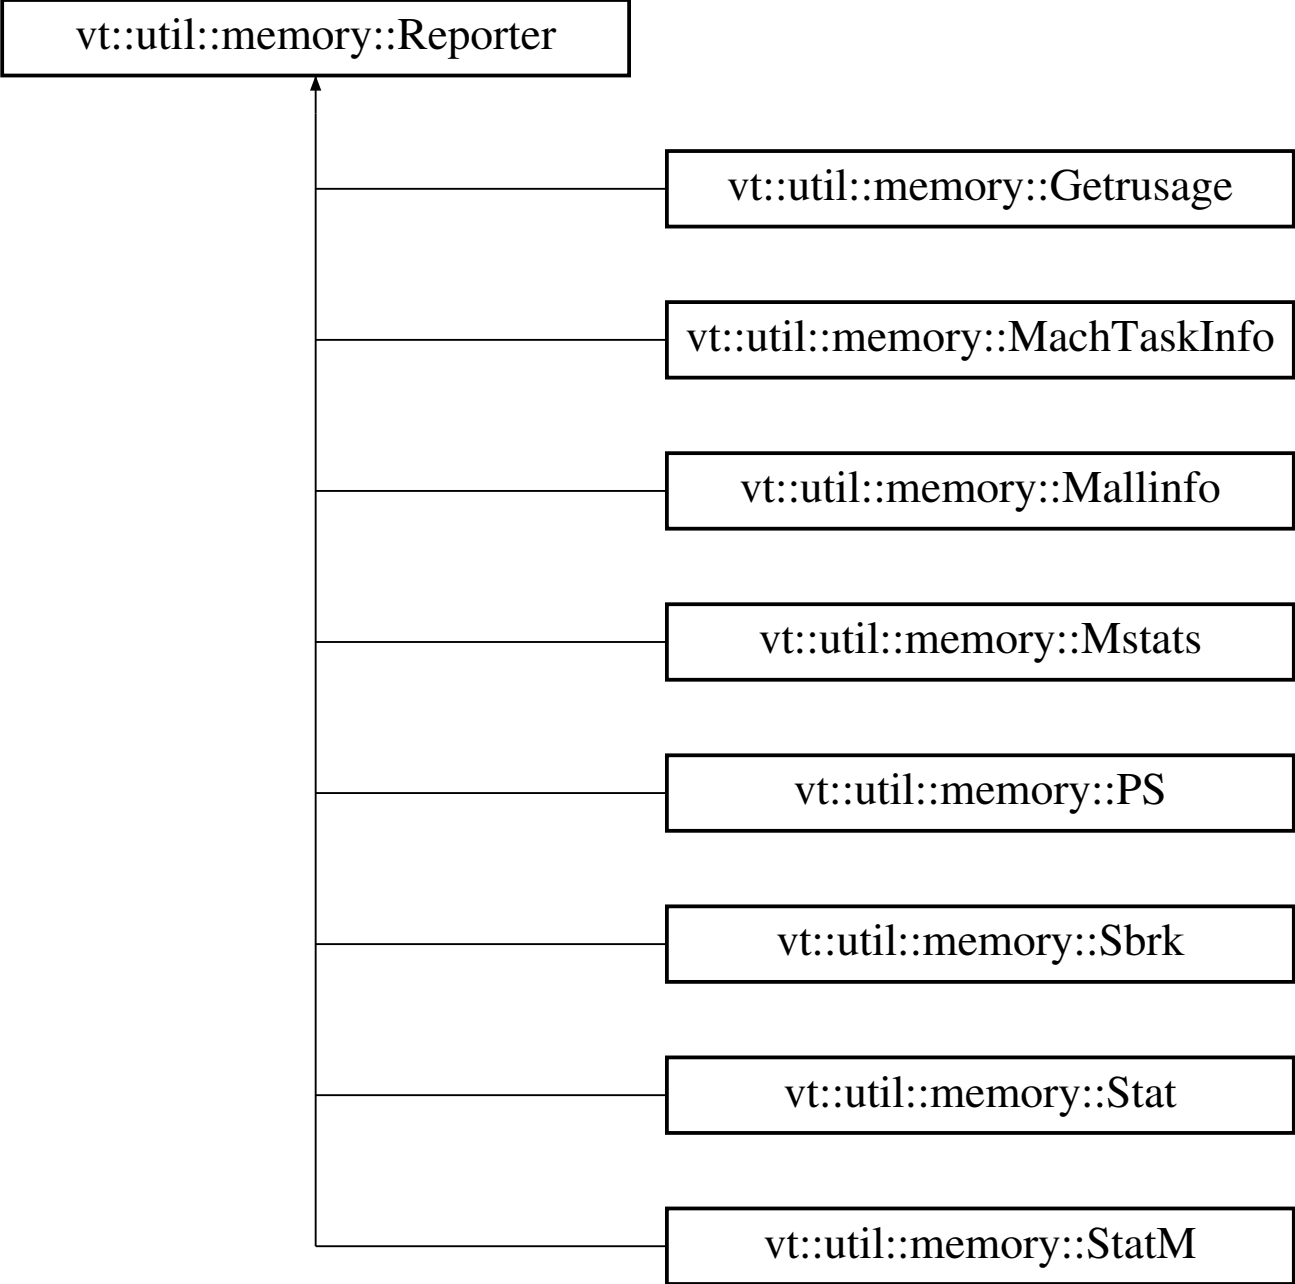 vt::util::memory::Reporter
vt::util::memory::Getrusage
vt::util::memory::MachTaskInfo
vt::util::memory::Mallinfo
vt::util::memory::Mstats
vt::util::memory::PS
vt::util::memory::Sbrk
vt::util::memory::Stat
vt::util::memory::StatM